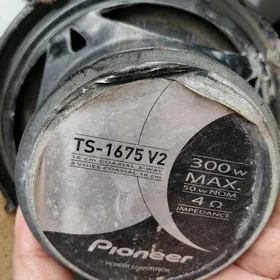 TS-1675 V2
16 cm COAXIAL 3-WAY
3 VOIES COAXIAL 16 cm
300W
MAX.
50 W NOM.
4 Ω
IMPEDANCE
Pioneer
PIONEER CORPORATION